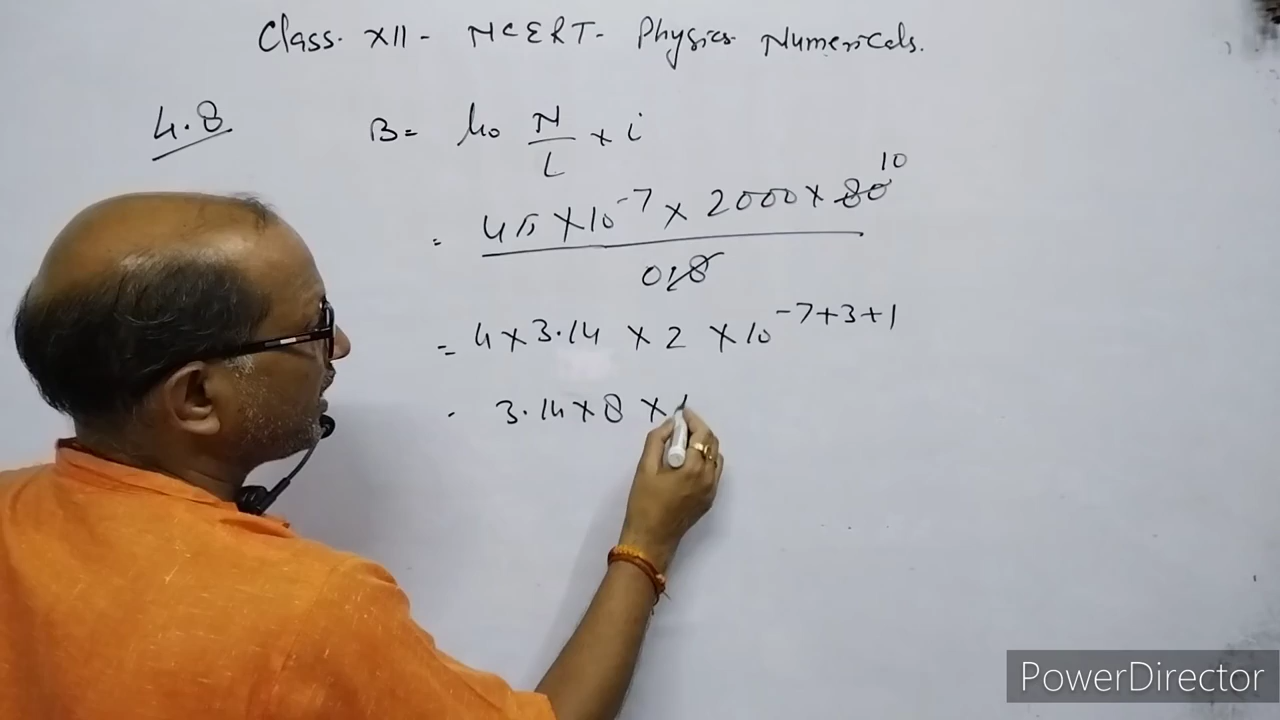 Class. XII - NCERT- Physics Numericals.
4.8
B= μ0 N/L × i
= 4π×10⁻⁷ × 2000 × 80 10
0.8
= 4×3.14 × 2 ×10⁻⁷⁺³⁺¹
. 3.14×8 × 1
PowerDirector